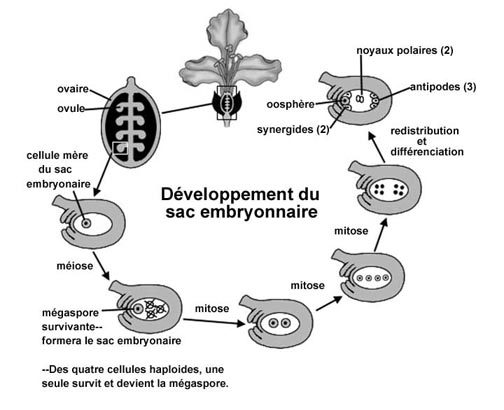 noyaux polaires (2)
ovaire
ovule
antipodes (3)
oosphère
synergides (2)
redistribution
et
différenciation
cellule mère
du sac
embryonaire
Développement du
sac embryonnaire
mitose
méiose
mitose
mitose
mégaspore
survivante--
formera le sac embryonaire
--Des quatre cellules haploides, une
seule survit et devient la mégaspore.